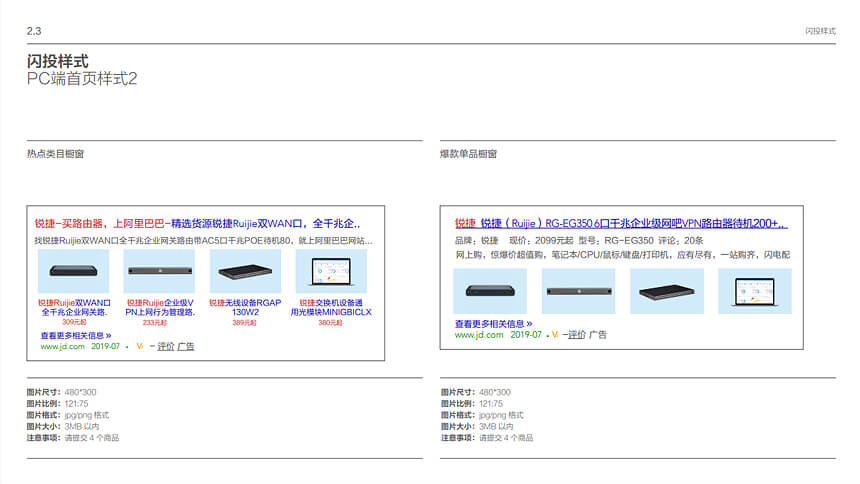 2.3
闪投样式
闪投样式
PC端首页样式2
热点类目橱窗
锐捷-买路由器，上阿里巴巴-精选货源锐捷Ruijie双WAN口，全千兆企..
找锐捷Ruijie双WAN口全千兆企业网关路由带AC5口千兆POE待机80，就上阿里巴巴网站...
锐捷Ruijie双WAN口
全千兆企业网关路.
309元起
锐捷Ruijie企业级V
PN上网行为管理路.
233元起
锐捷无线设备RGAP
130W2
389元起
锐捷交换机设备通
用光模块MINIGBICLX
380元起
查看更多相关信息 »
www.jd.com 2019-07 · V₁ – 评价 广告
图片尺寸：480*300
图片比例：121:75
图片格式：jpg/png 格式
图片大小：3MB 以内
注意事项：请提交 4 个商品
爆款单品橱窗
锐捷 锐捷（Ruijie）RG-EG350 6口千兆企业级网吧VPN路由器待机200+..
品牌：锐捷 现价：2099元起 型号：RG-EG350 评论：20条
网上购，惊爆价超值购，笔记本/CPU/鼠标/键盘/打印机，应有尽有，一站购齐，闪电配
查看更多相关信息 »
www.jd.com 2019-07 · V₁ –评价 广告
图片尺寸：480*300
图片比例：121:75
图片格式：jpg/png 格式
图片大小：3MB 以内
注意事项：请提交 4 个商品